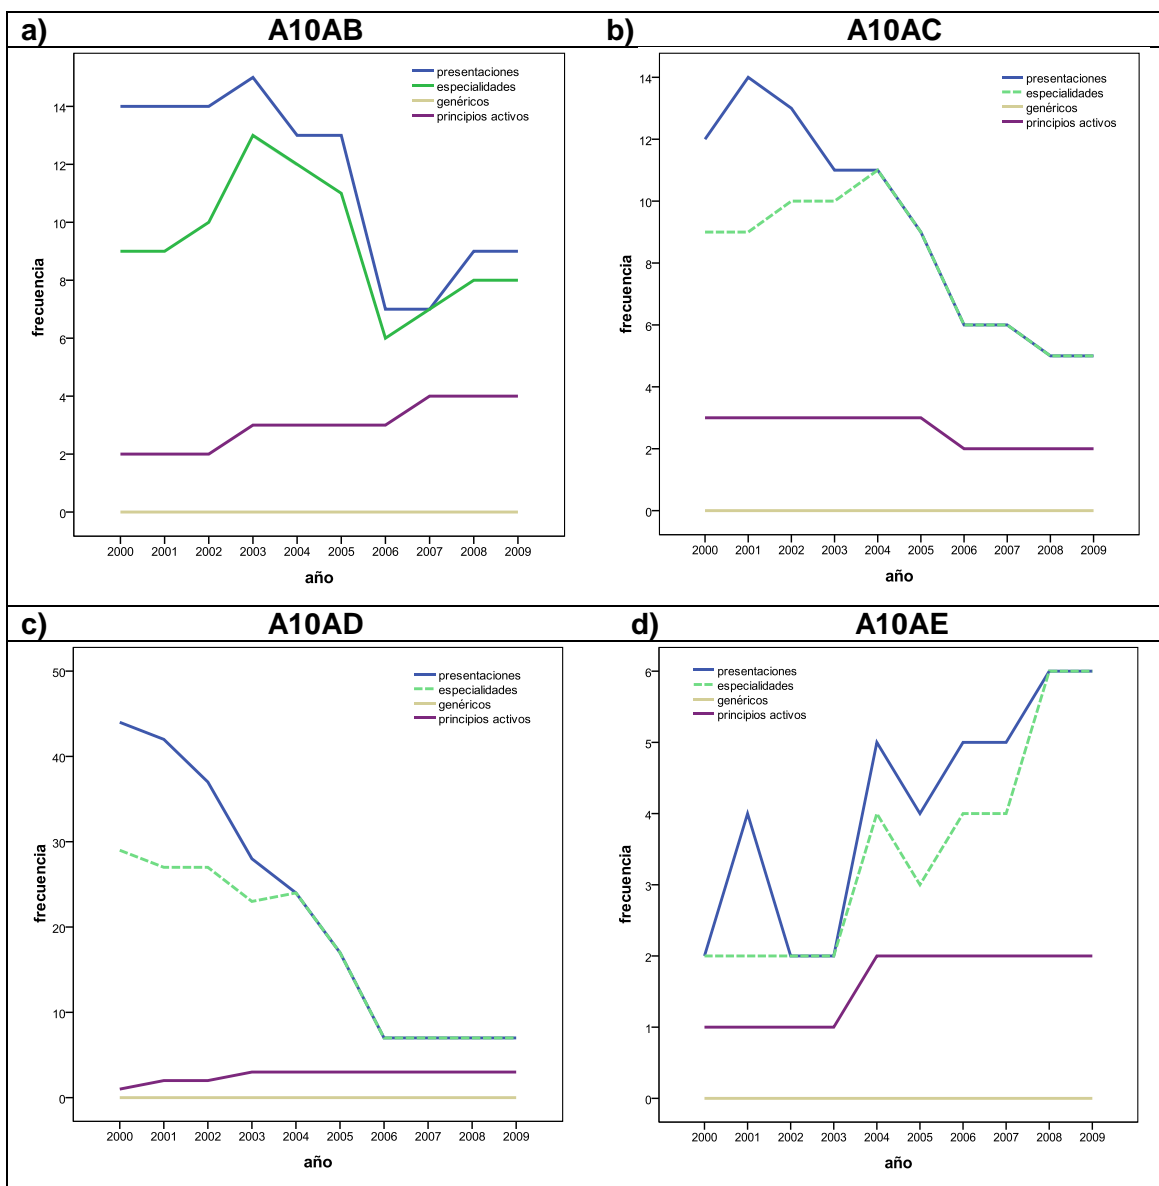 a) A10AB
b) A10AC
presentaciones
especialidades
genéricos
principios activos
frecuencia
14
12
10
8
6
4
2
0
2000 2001 2002 2003 2004 2005 2006 2007 2008 2009
año
presentaciones
especialidades
genéricos
principios activos
frecuencia
14
12
10
8
6
4
2
0
2000 2001 2002 2003 2004 2005 2006 2007 2008 2009
año
c) A10AD
d) A10AE
presentaciones
especialidades
genéricos
principios activos
frecuencia
50
40
30
20
10
0
2000 2001 2002 2003 2004 2005 2006 2007 2008 2009
año
presentaciones
especialidades
genéricos
principios activos
frecuencia
6
5
4
3
2
1
0
2000 2001 2002 2003 2004 2005 2006 2007 2008 2009
año